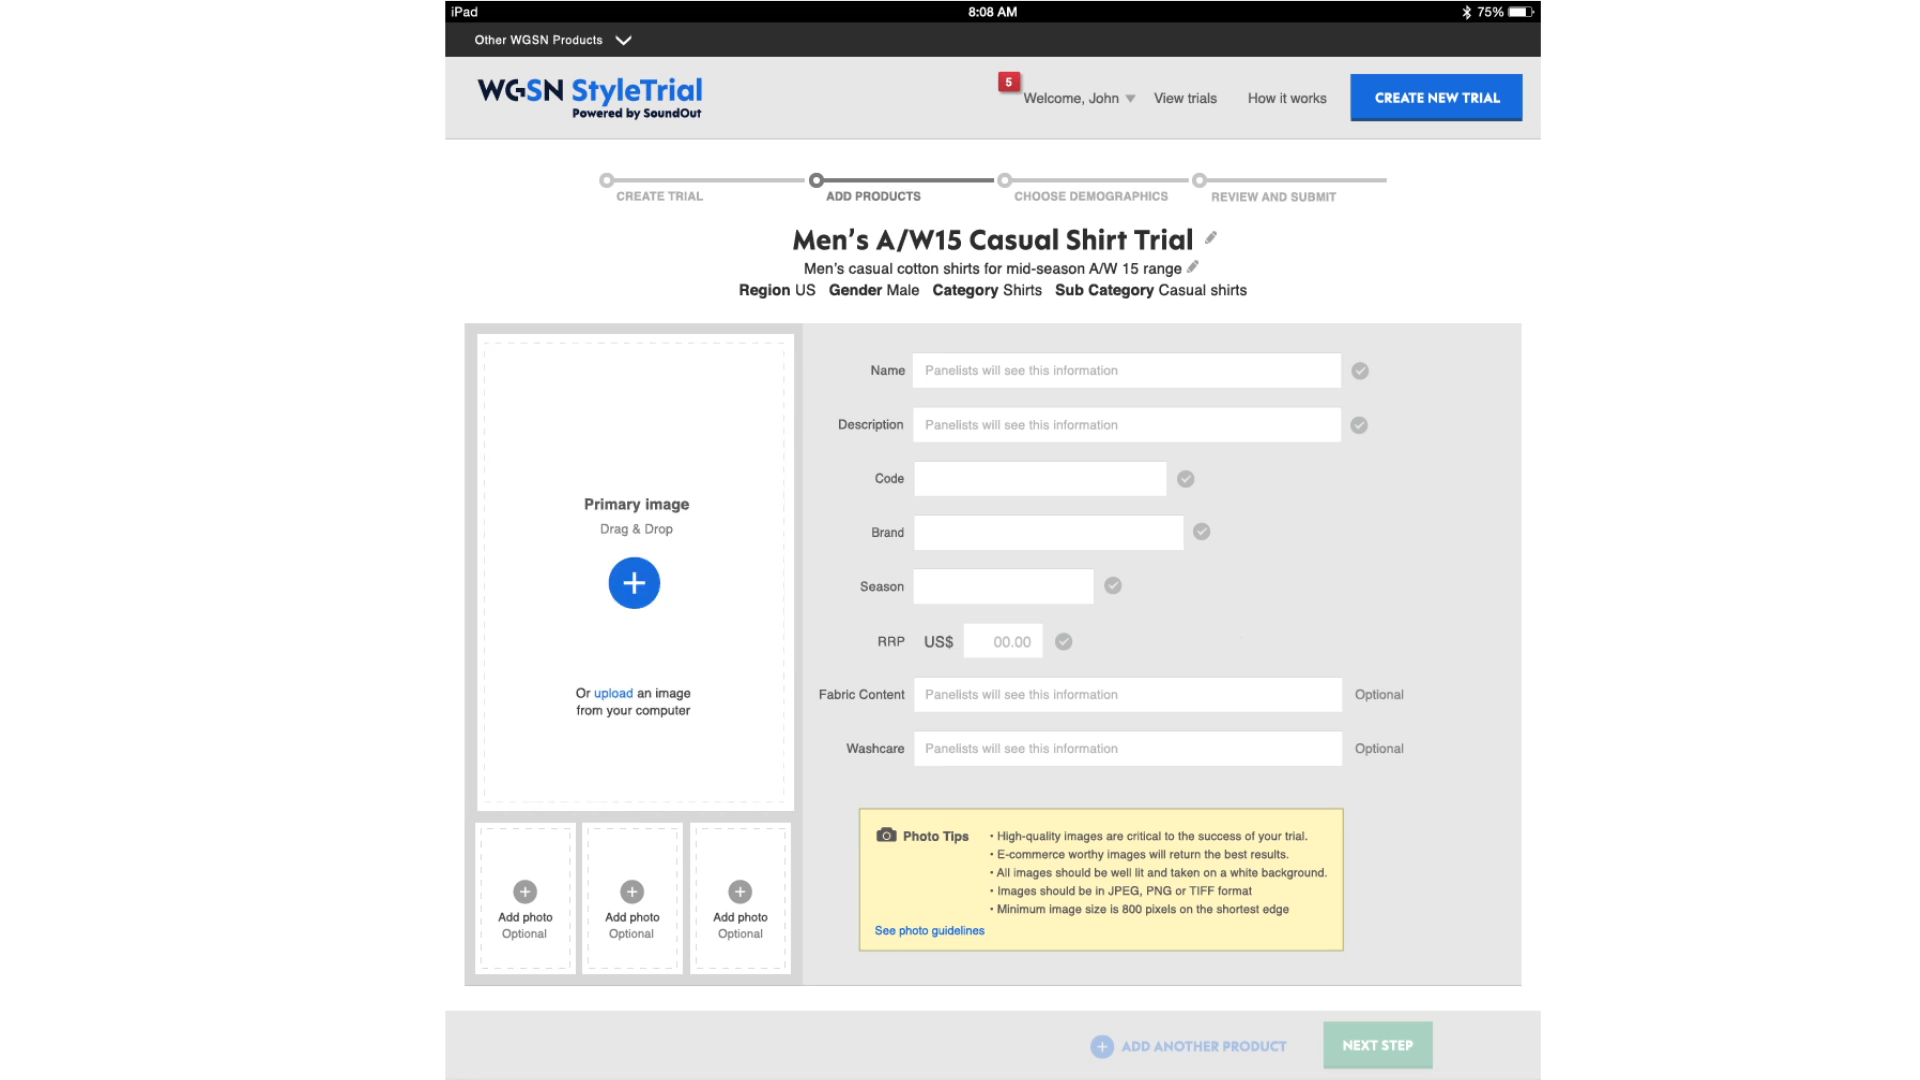 iPad 8:08 AM 75%
Other WGSN Products
WGSN StyleTrial
Powered by SoundOut
5
Welcome, John View trials How it works CREATE NEW TRIAL
CREATE TRIAL ADD PRODUCTS CHOOSE DEMOGRAPHICS REVIEW AND SUBMIT
Men's A/W15 Casual Shirt Trial
Men's casual cotton shirts for mid-season A/W 15 range
Region US Gender Male Category Shirts Sub Category Casual shirts
Primary image
Drag & Drop
Or upload an image
from your computer
Add photo
Optional
Add photo
Optional
Add photo
Optional
Name Panelists will see this information
Description Panelists will see this information
Code
Brand
Season
RRP US$ 00.00
Fabric Content Panelists will see this information Optional
Washcare Panelists will see this information Optional
Photo Tips
• High-quality images are critical to the success of your trial.
• E-commerce worthy images will return the best results.
• All images should be well lit and taken on a white background.
• Images should be in JPEG, PNG or TIFF format
• Minimum image size is 800 pixels on the shortest edge
See photo guidelines
ADD ANOTHER PRODUCT NEXT STEP